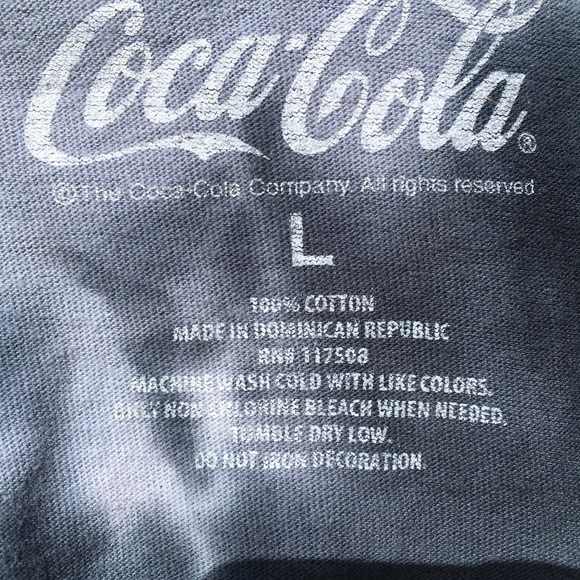 Coca-Cola®
©The Coca-Cola Company. All rights reserved
L
100% COTTON
MADE IN DOMINICAN REPUBLIC
RN# 117508
MACHINE WASH COLD WITH LIKE COLORS.
ONLY NON CHLORINE BLEACH WHEN NEEDED.
TUMBLE DRY LOW.
DO NOT IRON DECORATION.